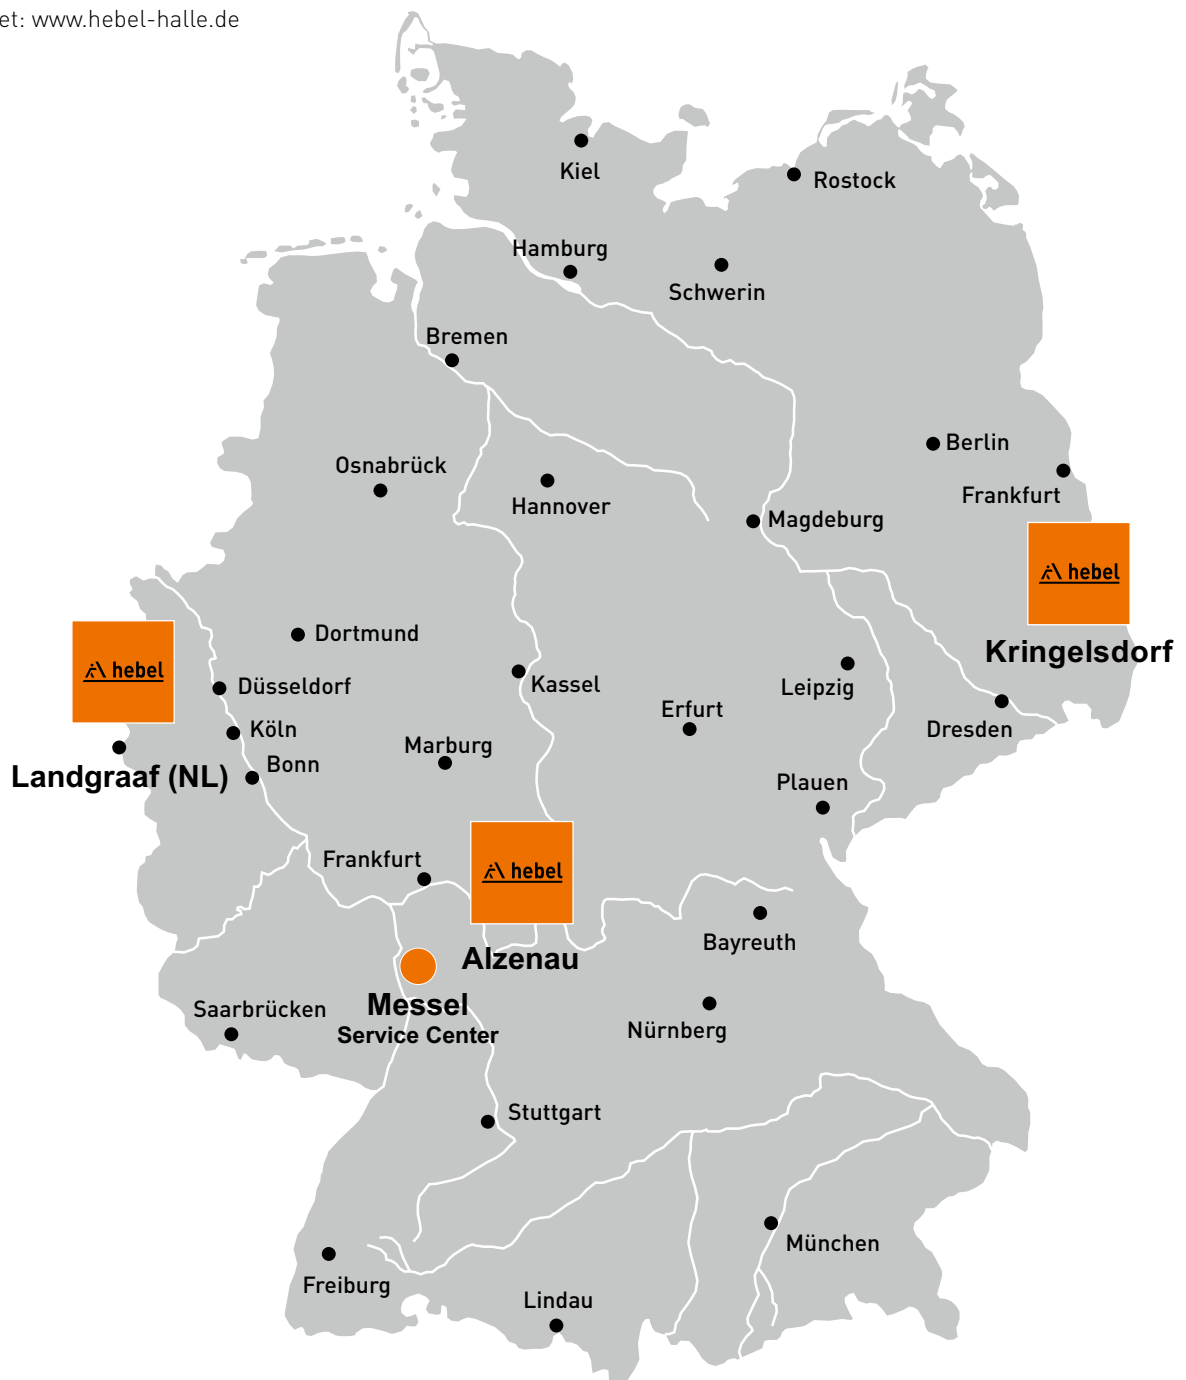 et: www.hebel-halle.de
Kiel
Rostock
Hamburg
Schwerin
Bremen
Berlin
Osnabrück
Frankfurt
Hannover
Magdeburg
hebel
Dortmund
Kringelsdorf
hebel
Düsseldorf
Kassel
Leipzig
Erfurt
Köln
Dresden
Marburg
Bonn
Landgraaf (NL)
Plauen
Frankfurt
hebel
Bayreuth
Alzenau
Messel
Service Center
Saarbrücken
Nürnberg
Stuttgart
München
Freiburg
Lindau